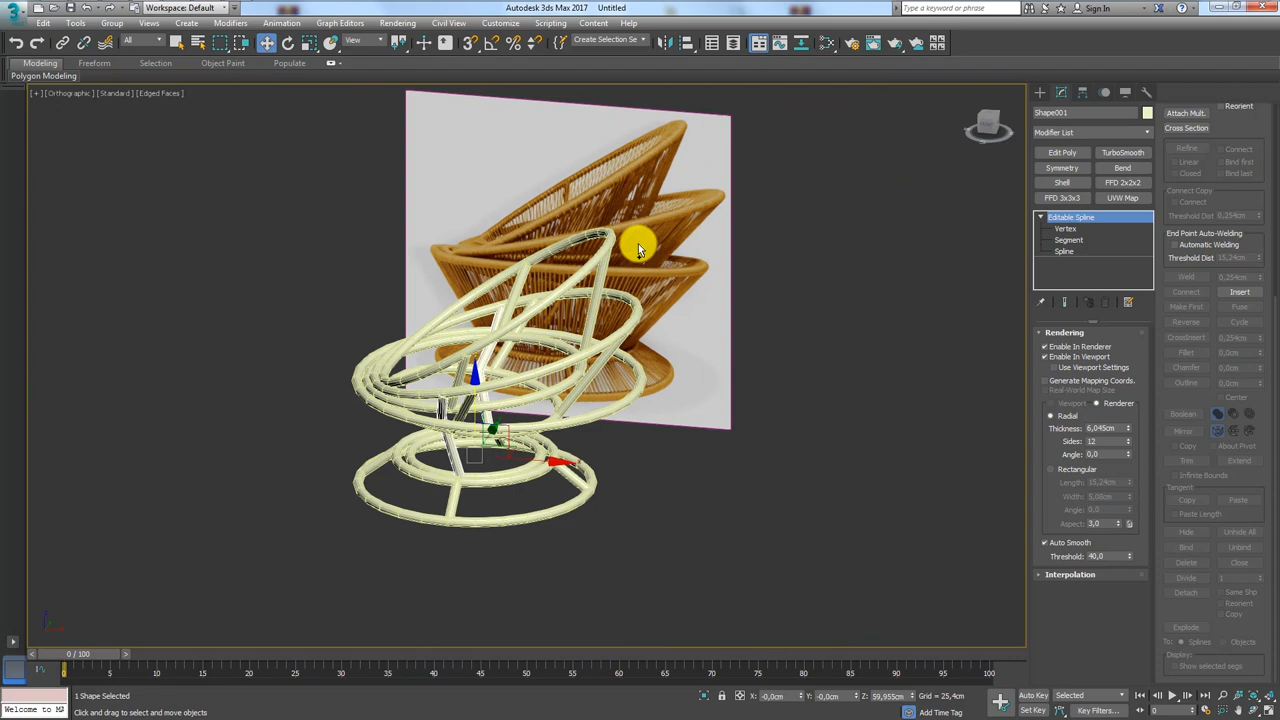 Workspace: Default
Autodesk 3ds Max 2017    Untitled
Type a keyword or phrase
Sign In
Edit  Tools  Group  Views  Create  Modifiers  Animation  Graph Editors  Rendering  Civil View  Customize  Scripting  Content  Help
All  View  Create Selection Se
Modeling  Freeform  Selection  Object Paint  Populate
Polygon Modeling
[+] [Orthographic] [Standard] [Edged Faces]
Shape001
Modifier List
Edit Poly  TurboSmooth
Symmetry  Bend
Shell  FFD 2x2x2
FFD 3x3x3  UVW Map
Editable Spline
Vertex
Segment
Spline
Rendering
Enable In Renderer
Enable In Viewport
Use Viewport Settings
Generate Mapping Coords.
Real-World Map Size
Viewport  Renderer
Radial
Thickness: 6,045cm
Sides: 12
Angle: 0,0
Rectangular
Length: 15,24cm
Width: 5,08cm
Angle: 0,0
Aspect: 3,0
Auto Smooth
Threshold: 40,0
Interpolation
Reorient
Attach Mult.
Cross Section
Refine  Connect
Linear  Bind first
Closed  Bind last
Connect Copy
Connect
Threshold Dist 0,254cm
End Point Auto-Welding
Automatic Welding
Threshold Dist 15,24cm
Weld 0,254cm
Connect  Insert
Make First  Fuse
Reverse  Cycle
CrossInsert 0,254cm
Fillet 0,0cm
Chamfer 0,0cm
Outline 0,0cm
Center
Boolean
Mirror
Copy  About Pivot
Trim  Extend
Infinite Bounds
Tangent
Copy  Paste
Paste Length
Hide  Unhide All
Bind  Unbind
Delete  Close
Divide 1
Detach  Same Shp
Reorient
Copy
Explode
To: Splines  Objects
Display:
Show selected segs
0 / 100
0 5 10 15 20 25 30 35 40 45 50 55 60 65 70 75 80 85 90 95 100
1 Shape Selected
X: -0,0cm  Y: -0,0cm  Z: 59,955cm  Grid = 25,4cm
Auto Key  Selected
Welcome to M
Click and drag to select and move objects
Add Time Tag
Set Key  Key Filters...  0